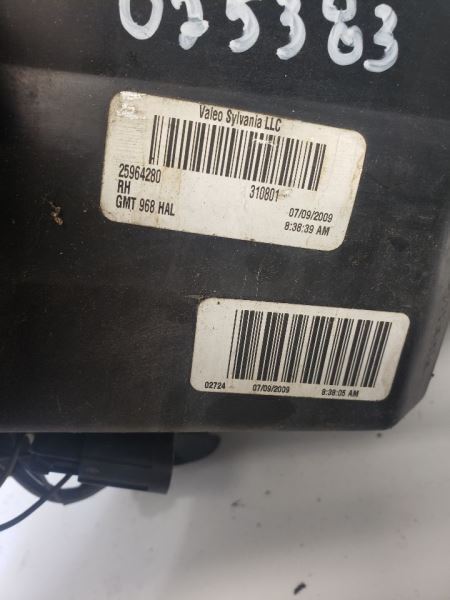 035383
Valeo Sylvania LLC
25964280
310801
RH
GMT 968 HAL
07/09/2009
8:38:39 AM
02724 07/09/2009 8:38:05 AM